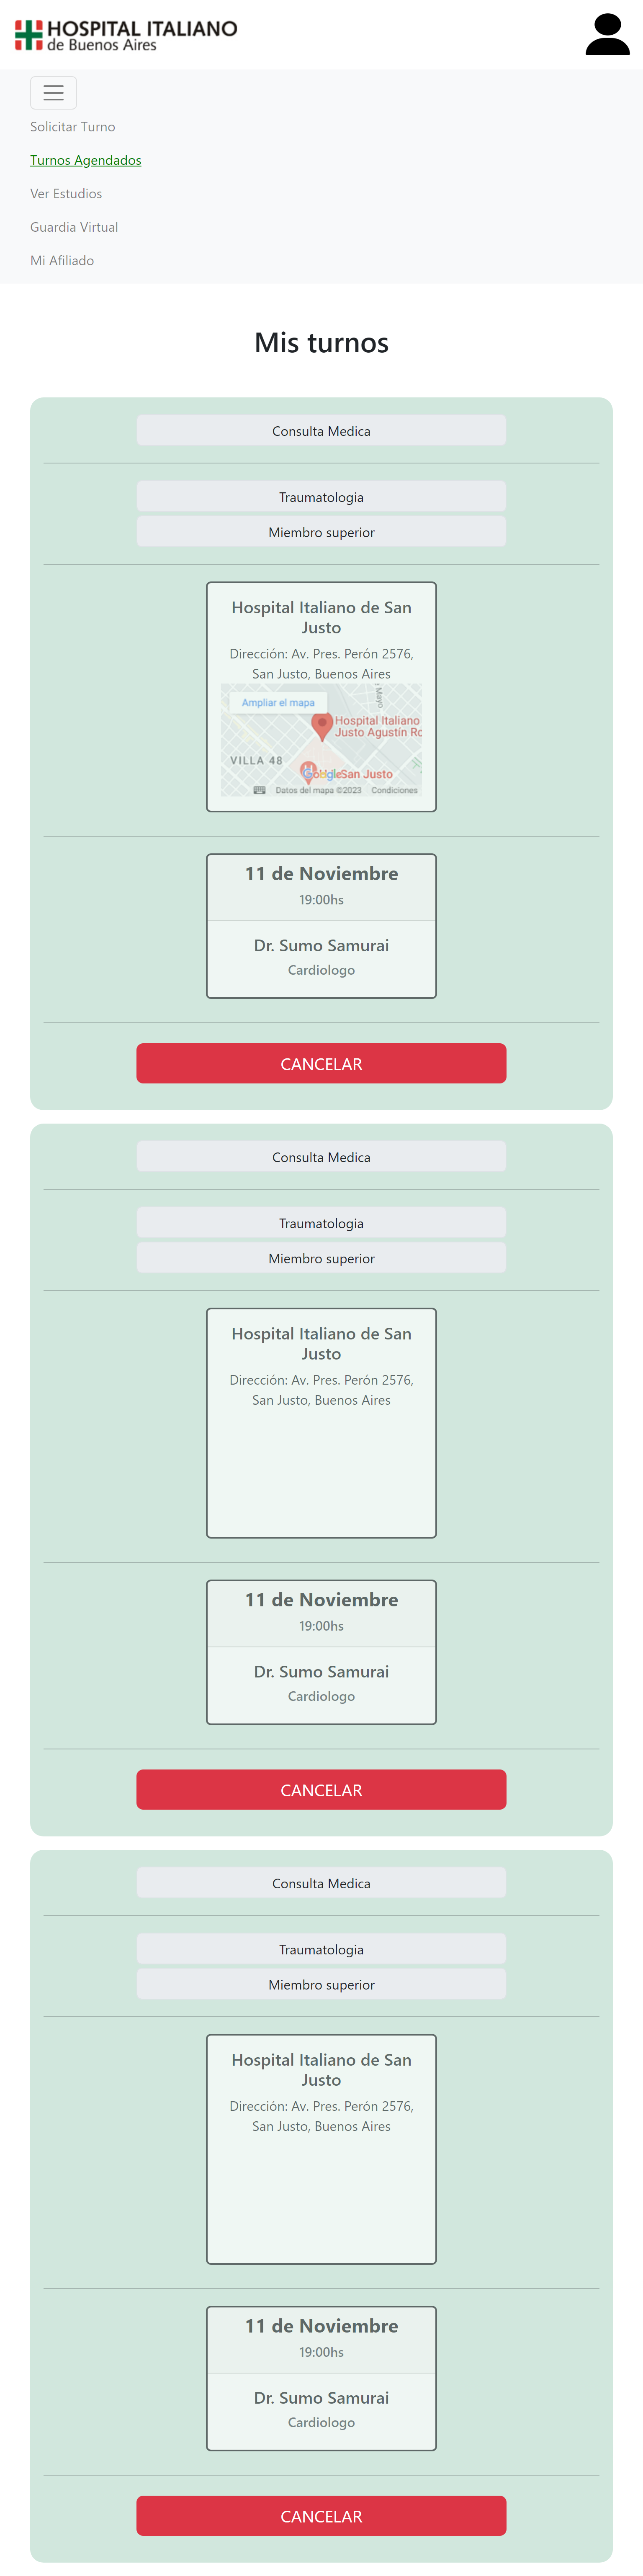 HOSPITAL ITALIANO
de Buenos Aires
Solicitar Turno
Turnos Agendados
Ver Estudios
Guardia Virtual
Mi Afiliado
Mis turnos
Consulta Medica
Traumatologia
Miembro superior
Hospital Italiano de San
Justo
Dirección: Av. Pres. Perón 2576,
San Justo, Buenos Aires
Mayo
Ampliar el mapa
Hospital Italiano
Justo Agustín Ro
VILLA 48
Google
San Justo
Datos del mapa ©2023
Condiciones
11 de Noviembre
19:00hs
Dr. Sumo Samurai
Cardiologo
CANCELAR
Consulta Medica
Traumatologia
Miembro superior
Hospital Italiano de San
Justo
Dirección: Av. Pres. Perón 2576,
San Justo, Buenos Aires
11 de Noviembre
19:00hs
Dr. Sumo Samurai
Cardiologo
CANCELAR
Consulta Medica
Traumatologia
Miembro superior
Hospital Italiano de San
Justo
Dirección: Av. Pres. Perón 2576,
San Justo, Buenos Aires
11 de Noviembre
19:00hs
Dr. Sumo Samurai
Cardiologo
CANCELAR